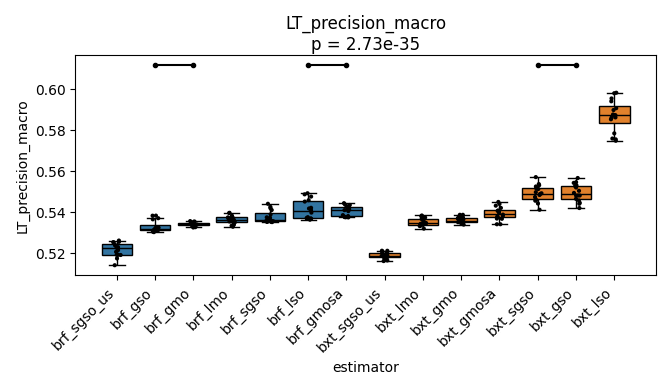 LT_precision_macro
p = 2.73e-35
LT_precision_macro
0.60
0.58
0.56
0.54
0.52
brf_sgso_us
brf_gso
brf_gmo
brf_lmo
brf_sgso
brf_lso
brf_gmosa
bxt_sgso_us
bxt_lmo
bxt_gmo
bxt_gmosa
bxt_sgso
bxt_gso
bxt_lso
estimator